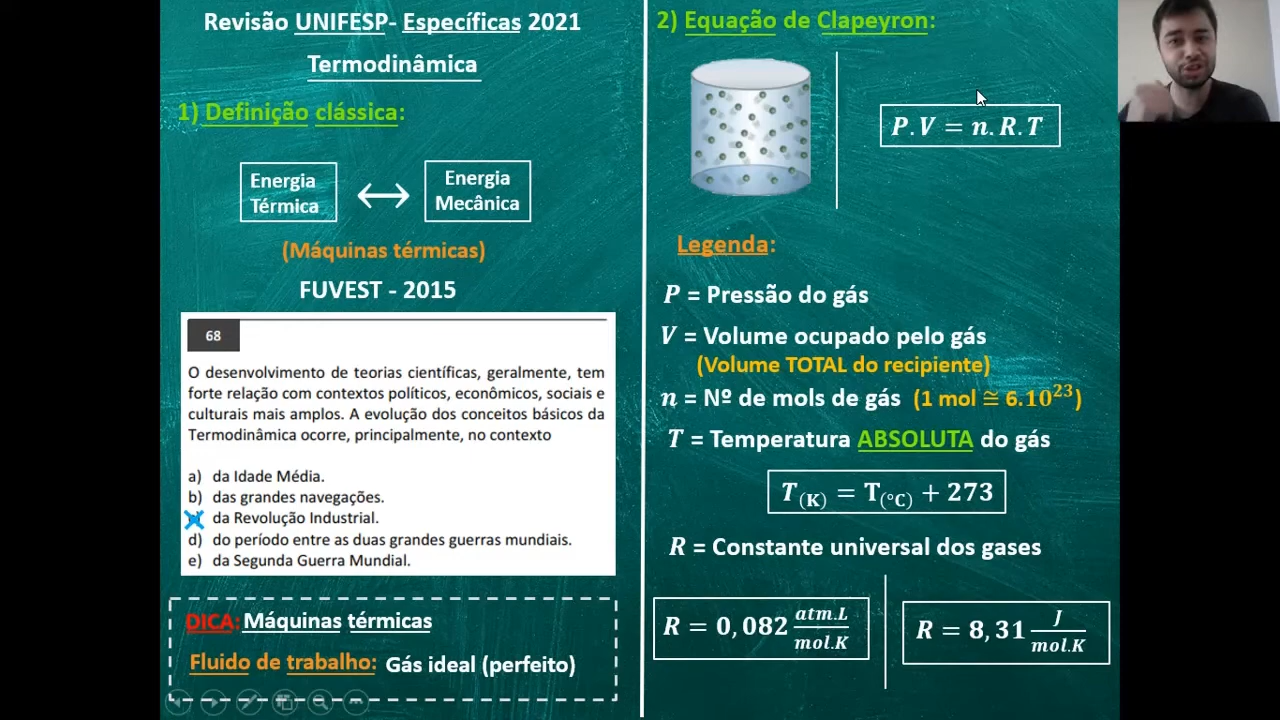 Revisão UNIFESP- Específicas 2021
Termodinâmica
1) Definição clássica:
Energia
Térmica
Energia
Mecânica
(Máquinas térmicas)
FUVEST - 2015
68
O desenvolvimento de teorias científicas, geralmente, tem
forte relação com contextos políticos, econômicos, sociais e
culturais mais amplos. A evolução dos conceitos básicos da
Termodinâmica ocorre, principalmente, no contexto
a) da Idade Média.
b) das grandes navegações.
da Revolução Industrial.
d) do período entre as duas grandes guerras mundiais.
e) da Segunda Guerra Mundial.
DICA: Máquinas térmicas
Fluido de trabalho: Gás ideal (perfeito)
2) Equação de Clapeyron:
P.V = n.R.T
Legenda:
P = Pressão do gás
V = Volume ocupado pelo gás
(Volume TOTAL do recipiente)
n = Nº de mols de gás (1 mol ≅ 6.10²³)
T = Temperatura ABSOLUTA do gás
T(K) = T(°C) + 273
R = Constante universal dos gases
R = 0,082 atm.L/mol.K
R = 8,31 J/mol.K